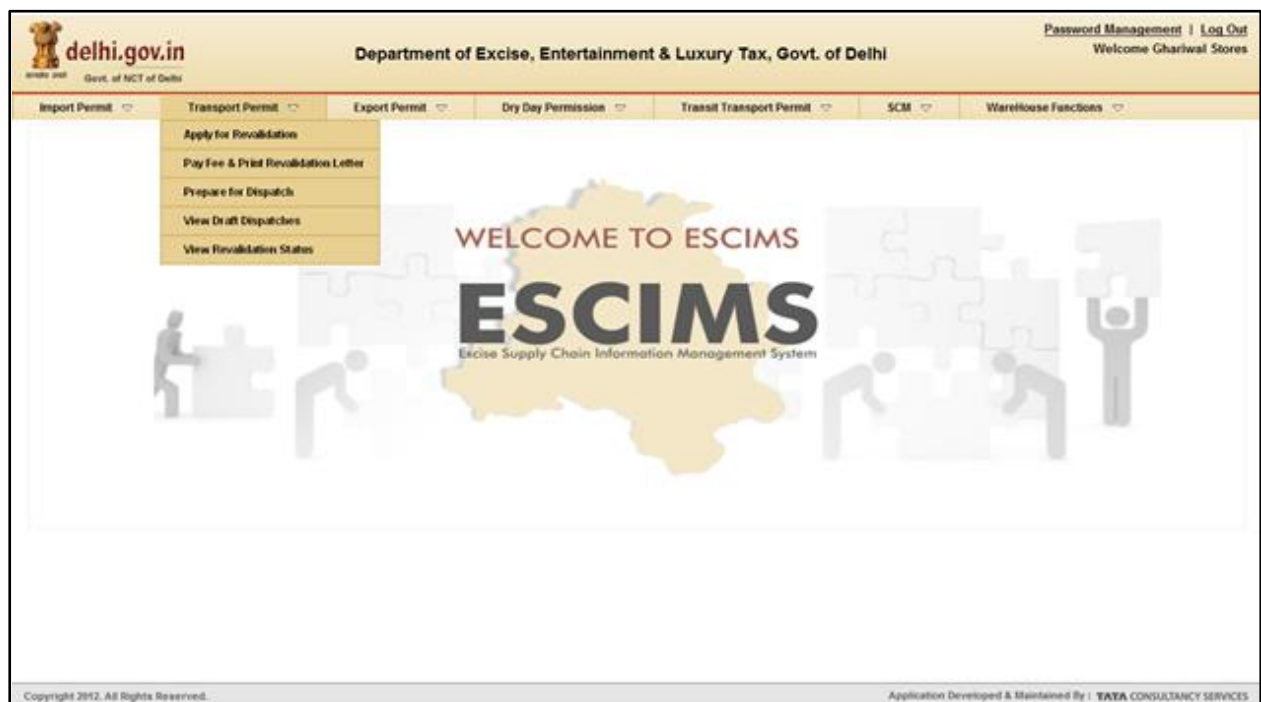 Password Management | Log Out
delhi.gov.in
Department of Excise, Entertainment & Luxury Tax, Govt. of Delhi
Welcome Ghariwal Stores
Govt. of NCT of Delhi
Import Permit
Transport Permit
Export Permit
Dry Day Permission
Transit Transport Permit
SCM
WareHouse Functions
Apply for Revalidation
Pay Fee & Print Revalidation Letter
Prepare for Dispatch
View Draft Dispatches
View Revalidation Status
WELCOME TO ESCIMS
ESCIMS
Excise Supply Chain Information Management System
Copyright 2012. All Rights Reserved.
Application Developed & Maintained By : TATA CONSULTANCY SERVICES